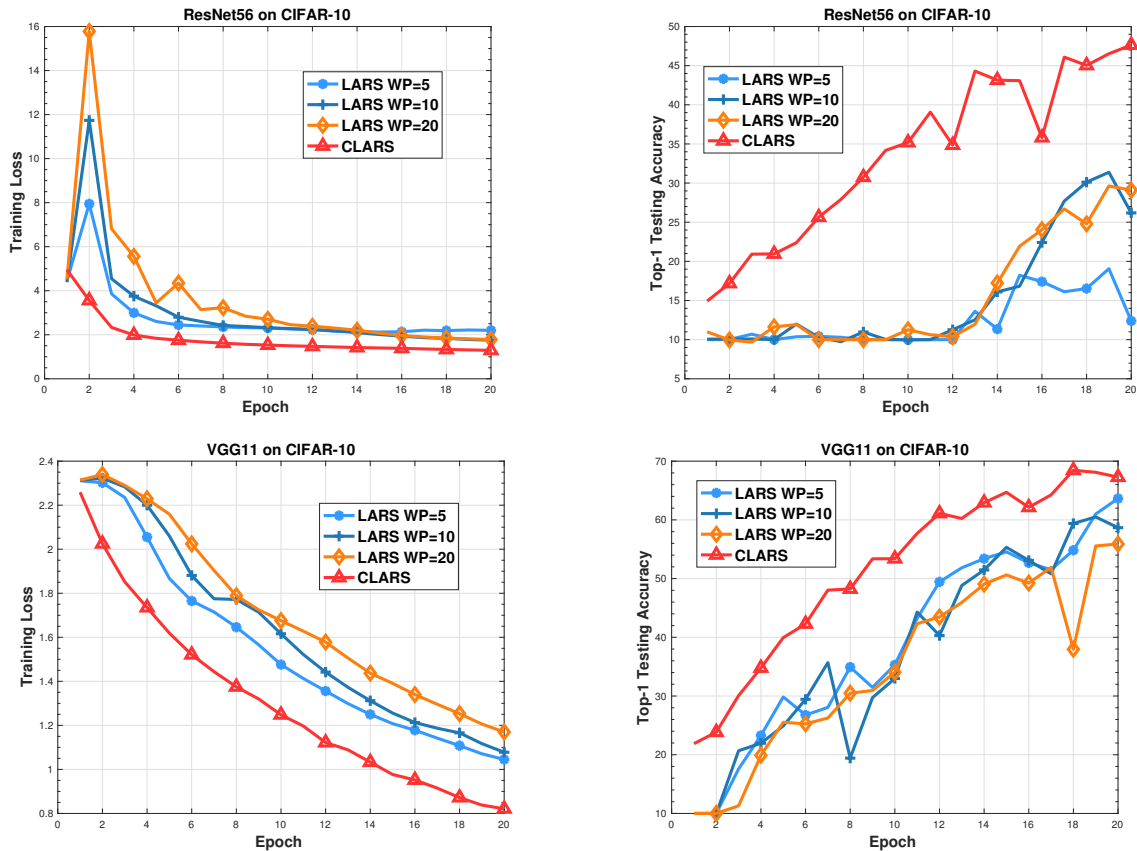 ResNet56 on CIFAR-10
16
14
12
10
8
6
4
2
0
Training Loss
LARS WP=5
LARS WP=10
LARS WP=20
CLARS
0 2 4 6 8 10 12 14 16 18 20
Epoch
ResNet56 on CIFAR-10
50
45
40
35
30
25
20
15
10
5
Top-1 Testing Accuracy
LARS WP=5
LARS WP=10
LARS WP=20
CLARS
0 2 4 6 8 10 12 14 16 18 20
Epoch
VGG11 on CIFAR-10
2.4
2.2
2
1.8
1.6
1.4
1.2
1
0.8
Training Loss
LARS WP=5
LARS WP=10
LARS WP=20
CLARS
0 2 4 6 8 10 12 14 16 18 20
Epoch
VGG11 on CIFAR-10
70
60
50
40
30
20
10
Top-1 Testing Accuracy
LARS WP=5
LARS WP=10
LARS WP=20
CLARS
0 2 4 6 8 10 12 14 16 18 20
Epoch